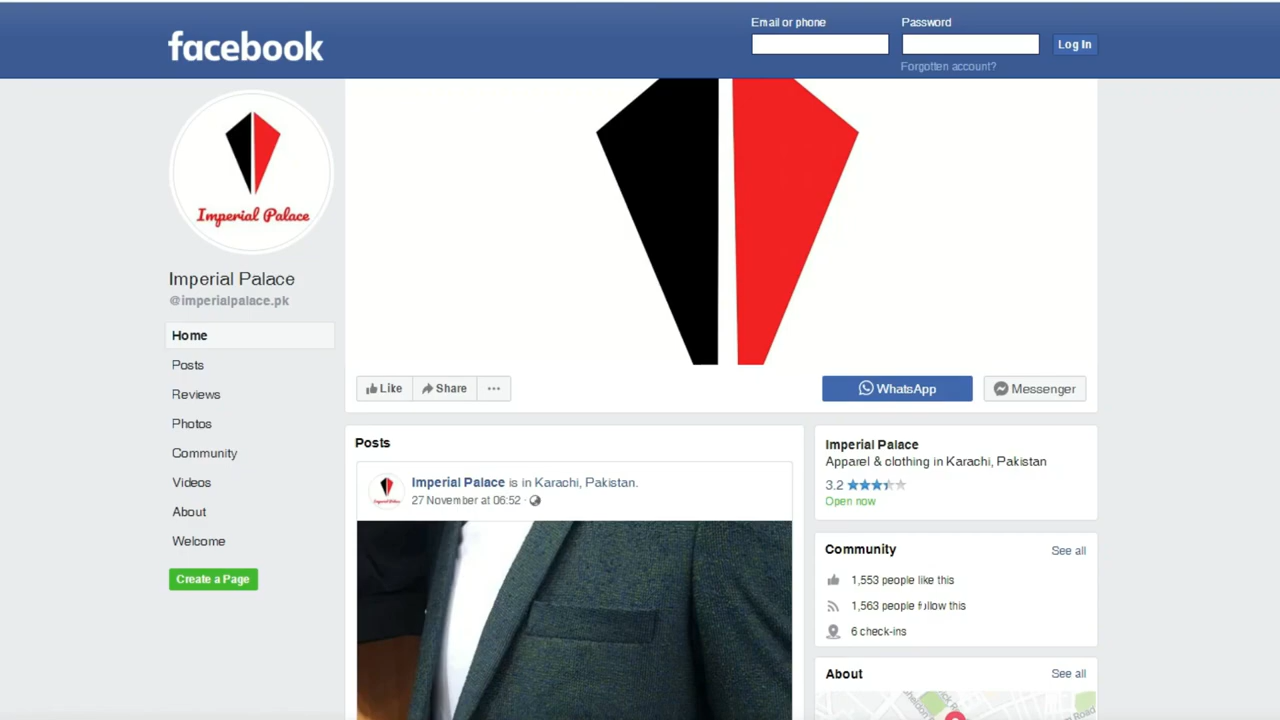 Email or phone
Password
facebook
Log In
Forgotten account?
Imperial Palace
Imperial Palace
@imperialpalace.pk
Home
Posts
Reviews
Photos
Community
Videos
About
Welcome
Create a Page
Like
Share
...
WhatsApp
Messenger
Posts
Imperial Palace is in Karachi, Pakistan.
27 November at 06:52 ·
Imperial Palace
Apparel & clothing in Karachi, Pakistan
3.2
Open now
Community
See all
1,553 people like this
1,563 people follow this
6 check-ins
About
See all